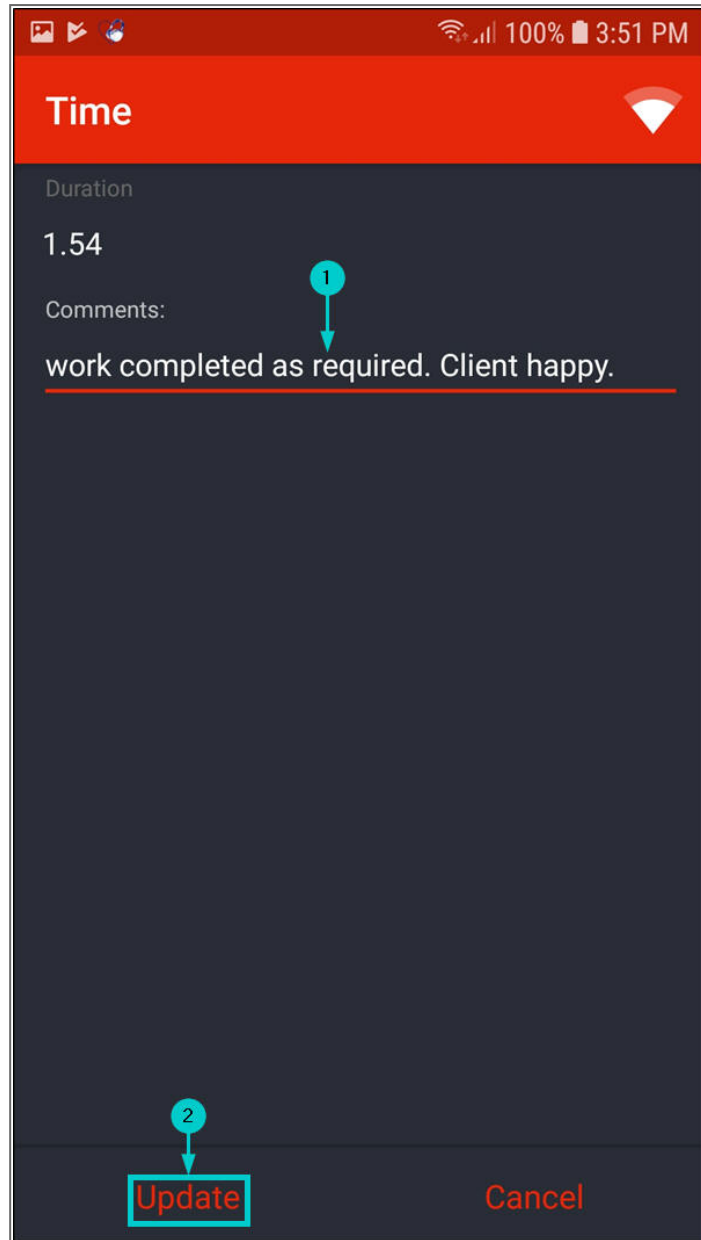 100% 3:51 PM
Time
Duration
1.54
1
Comments:
work completed as required. Client happy.
2
Update Cancel